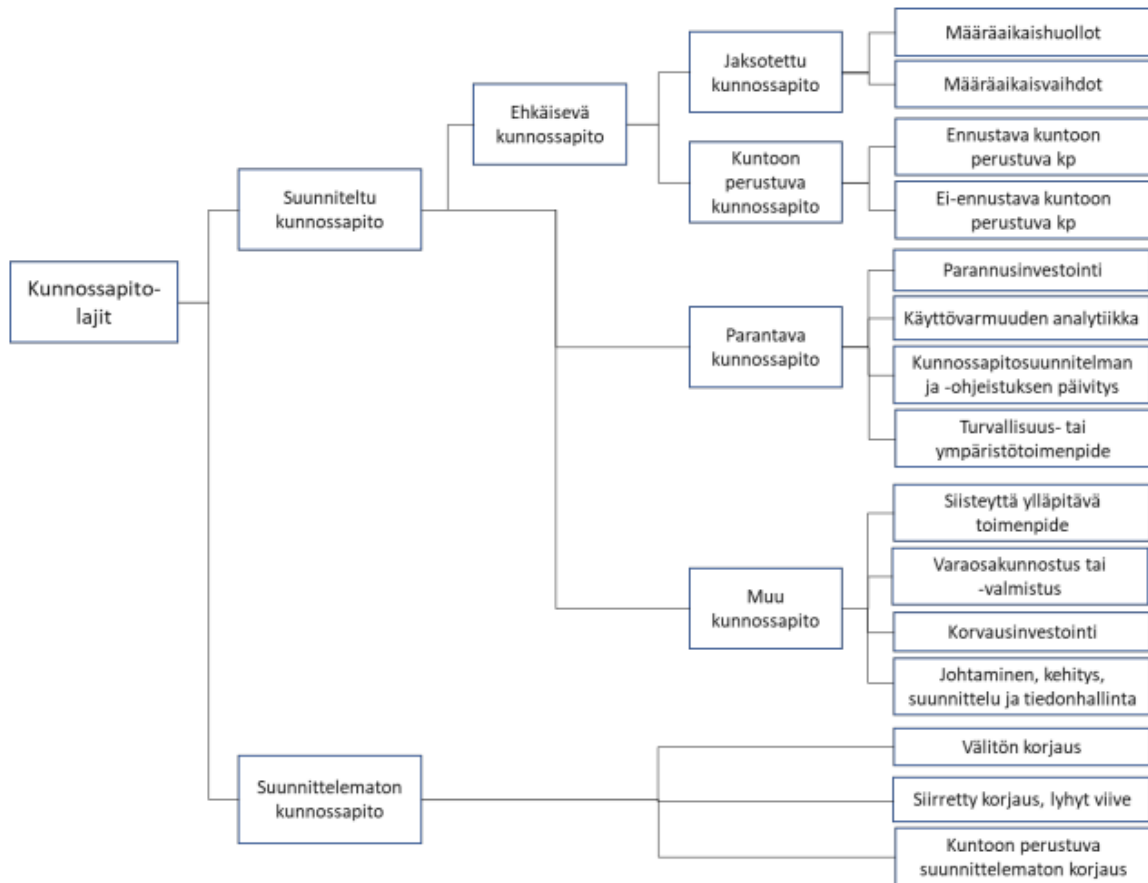 Kunnossapito-
lajit
Suunniteltu
kunnossapito
Ehkäisevä
kunnossapito
Jaksotettu
kunnossapito
Määräaikaishuollot
Määräaikaisvaihdot
Kuntoon
perustuva
kunnossapito
Ennustava kuntoon
perustuva kp
Ei-ennustava kuntoon
perustuva kp
Parantava
kunnossapito
Parannusinvestointi
Käyttövarmuuden analytiikka
Kunnossapitosuunnitelman
ja -ohjeistuksen päivitys
Turvallisuus- tai
ympäristötoimenpide
Muu
kunnossapito
Siisteyttä ylläpitävä
toimenpide
Varaosakunnostus tai
-valmistus
Korvausinvestointi
Johtaminen, kehitys,
suunnittelu ja tiedonhallinta
Suunnittelematon
kunnossapito
Välitön korjaus
Siirretty korjaus, lyhyt viive
Kuntoon perustuva
suunnittelematon korjaus